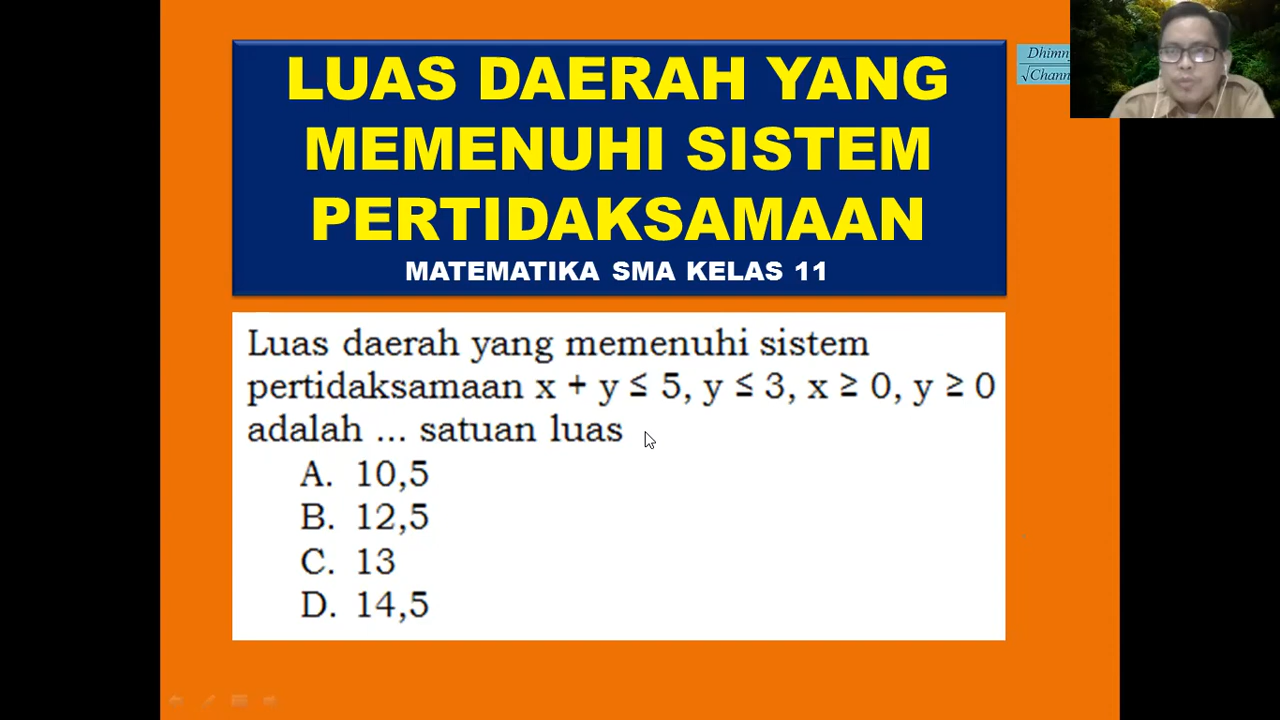 LUAS DAERAH YANG
MEMENUHI SISTEM
PERTIDAKSAMAAN
MATEMATIKA SMA KELAS 11
Luas daerah yang memenuhi sistem
pertidaksamaan x + y ≤ 5, y ≤ 3, x ≥ 0, y ≥ 0
adalah ... satuan luas
A. 10,5
B. 12,5
C. 13
D. 14,5